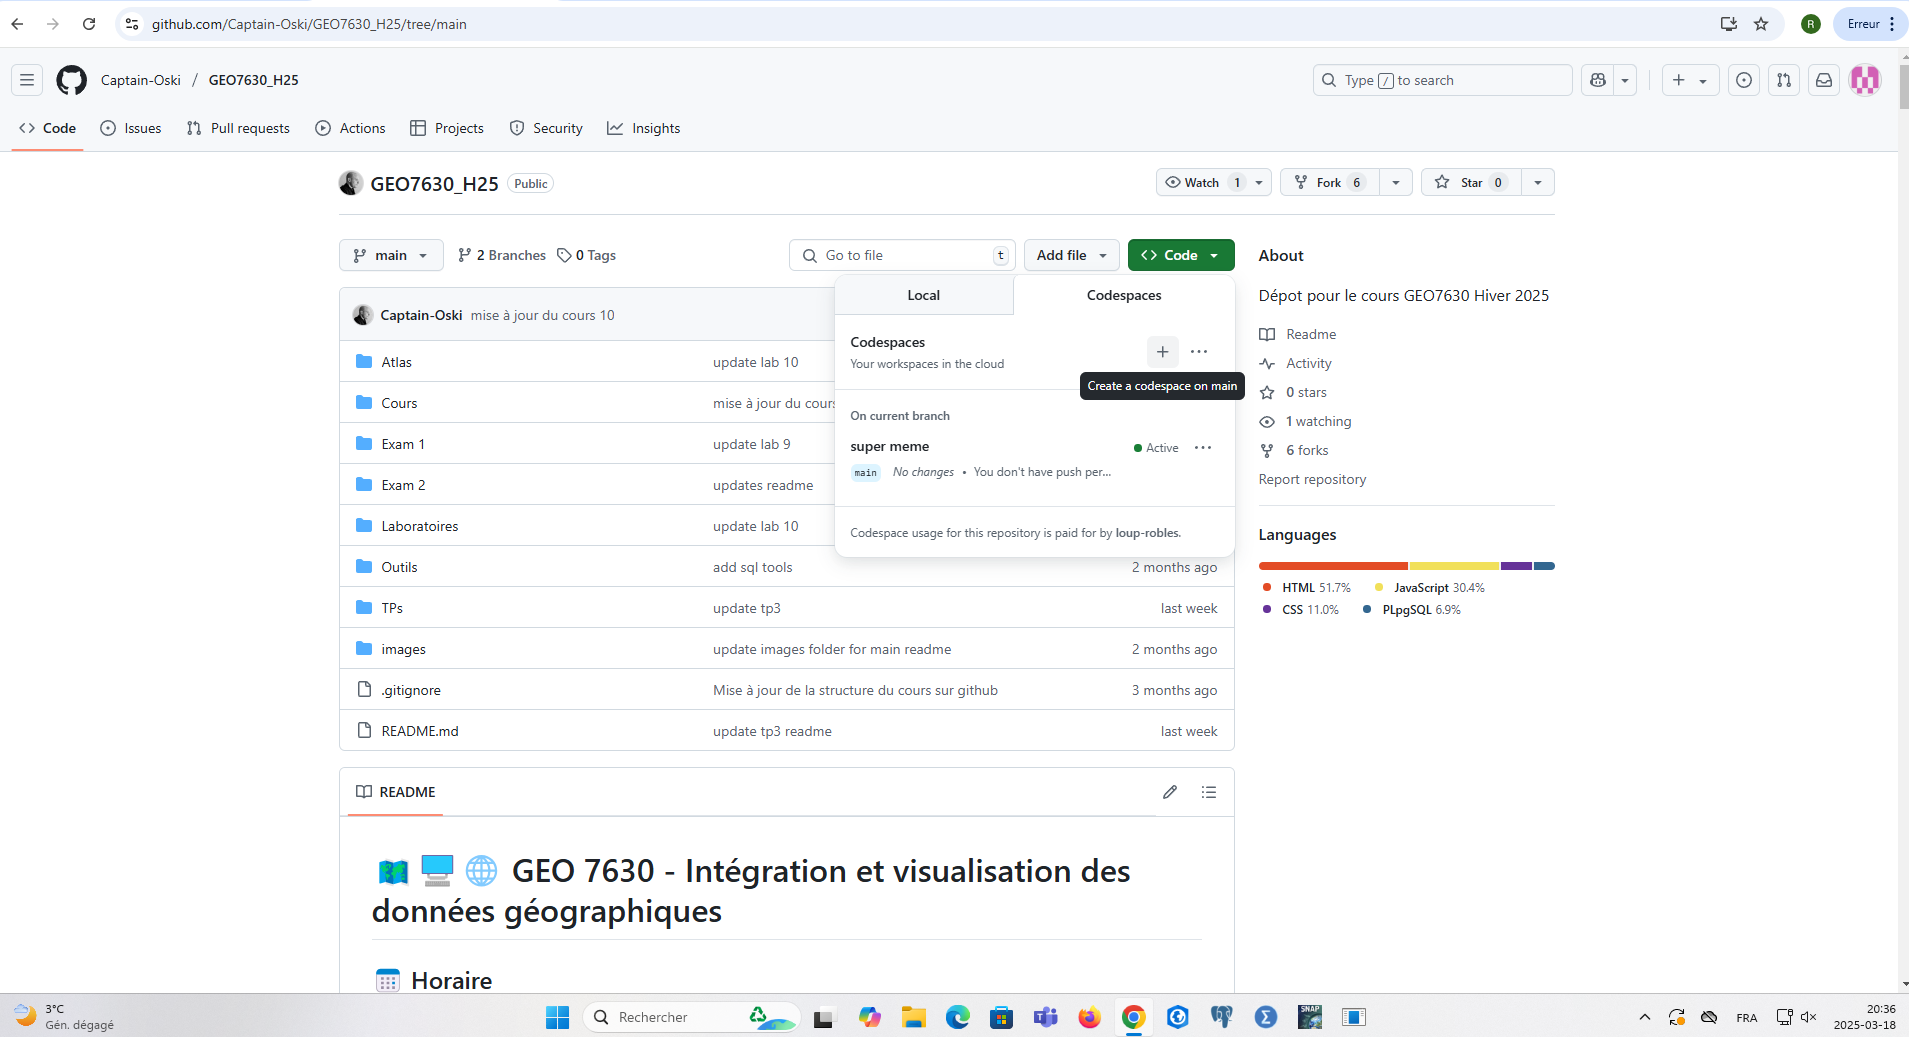 github.com/Captain-Oski/GEO7630_H25/tree/main
R
Erreur
Captain-Oski / GEO7630_H25
Type / to search
Code Issues Pull requests Actions Projects Security Insights
GEO7630_H25 Public
Watch 1 Fork 6 Star 0
main 2 Branches 0 Tags
Go to file t Add file Code
Local Codespaces
Codespaces
Your workspaces in the cloud
Create a codespace on main
On current branch
super meme Active
main No changes • You don't have push per...
Codespace usage for this repository is paid for by loup-robles.
Captain-Oski mise à jour du cours 10
Atlas update lab 10
Cours mise à jour du cours
Exam 1 update lab 9
Exam 2 updates readme
Laboratoires update lab 10
Outils add sql tools 2 months ago
TPs update tp3 last week
images update images folder for main readme 2 months ago
.gitignore Mise à jour de la structure du cours sur github 3 months ago
README.md update tp3 readme last week
About
Dépot pour le cours GEO7630 Hiver 2025
Readme
Activity
0 stars
1 watching
6 forks
Report repository
Languages
HTML 51.7% JavaScript 30.4%
CSS 11.0% PLpgSQL 6.9%
README
GEO 7630 - Intégration et visualisation des
données géographiques
Horaire
3°C
Gén. dégagé
Rechercher
SNAP
FRA
20:36
2025-03-18